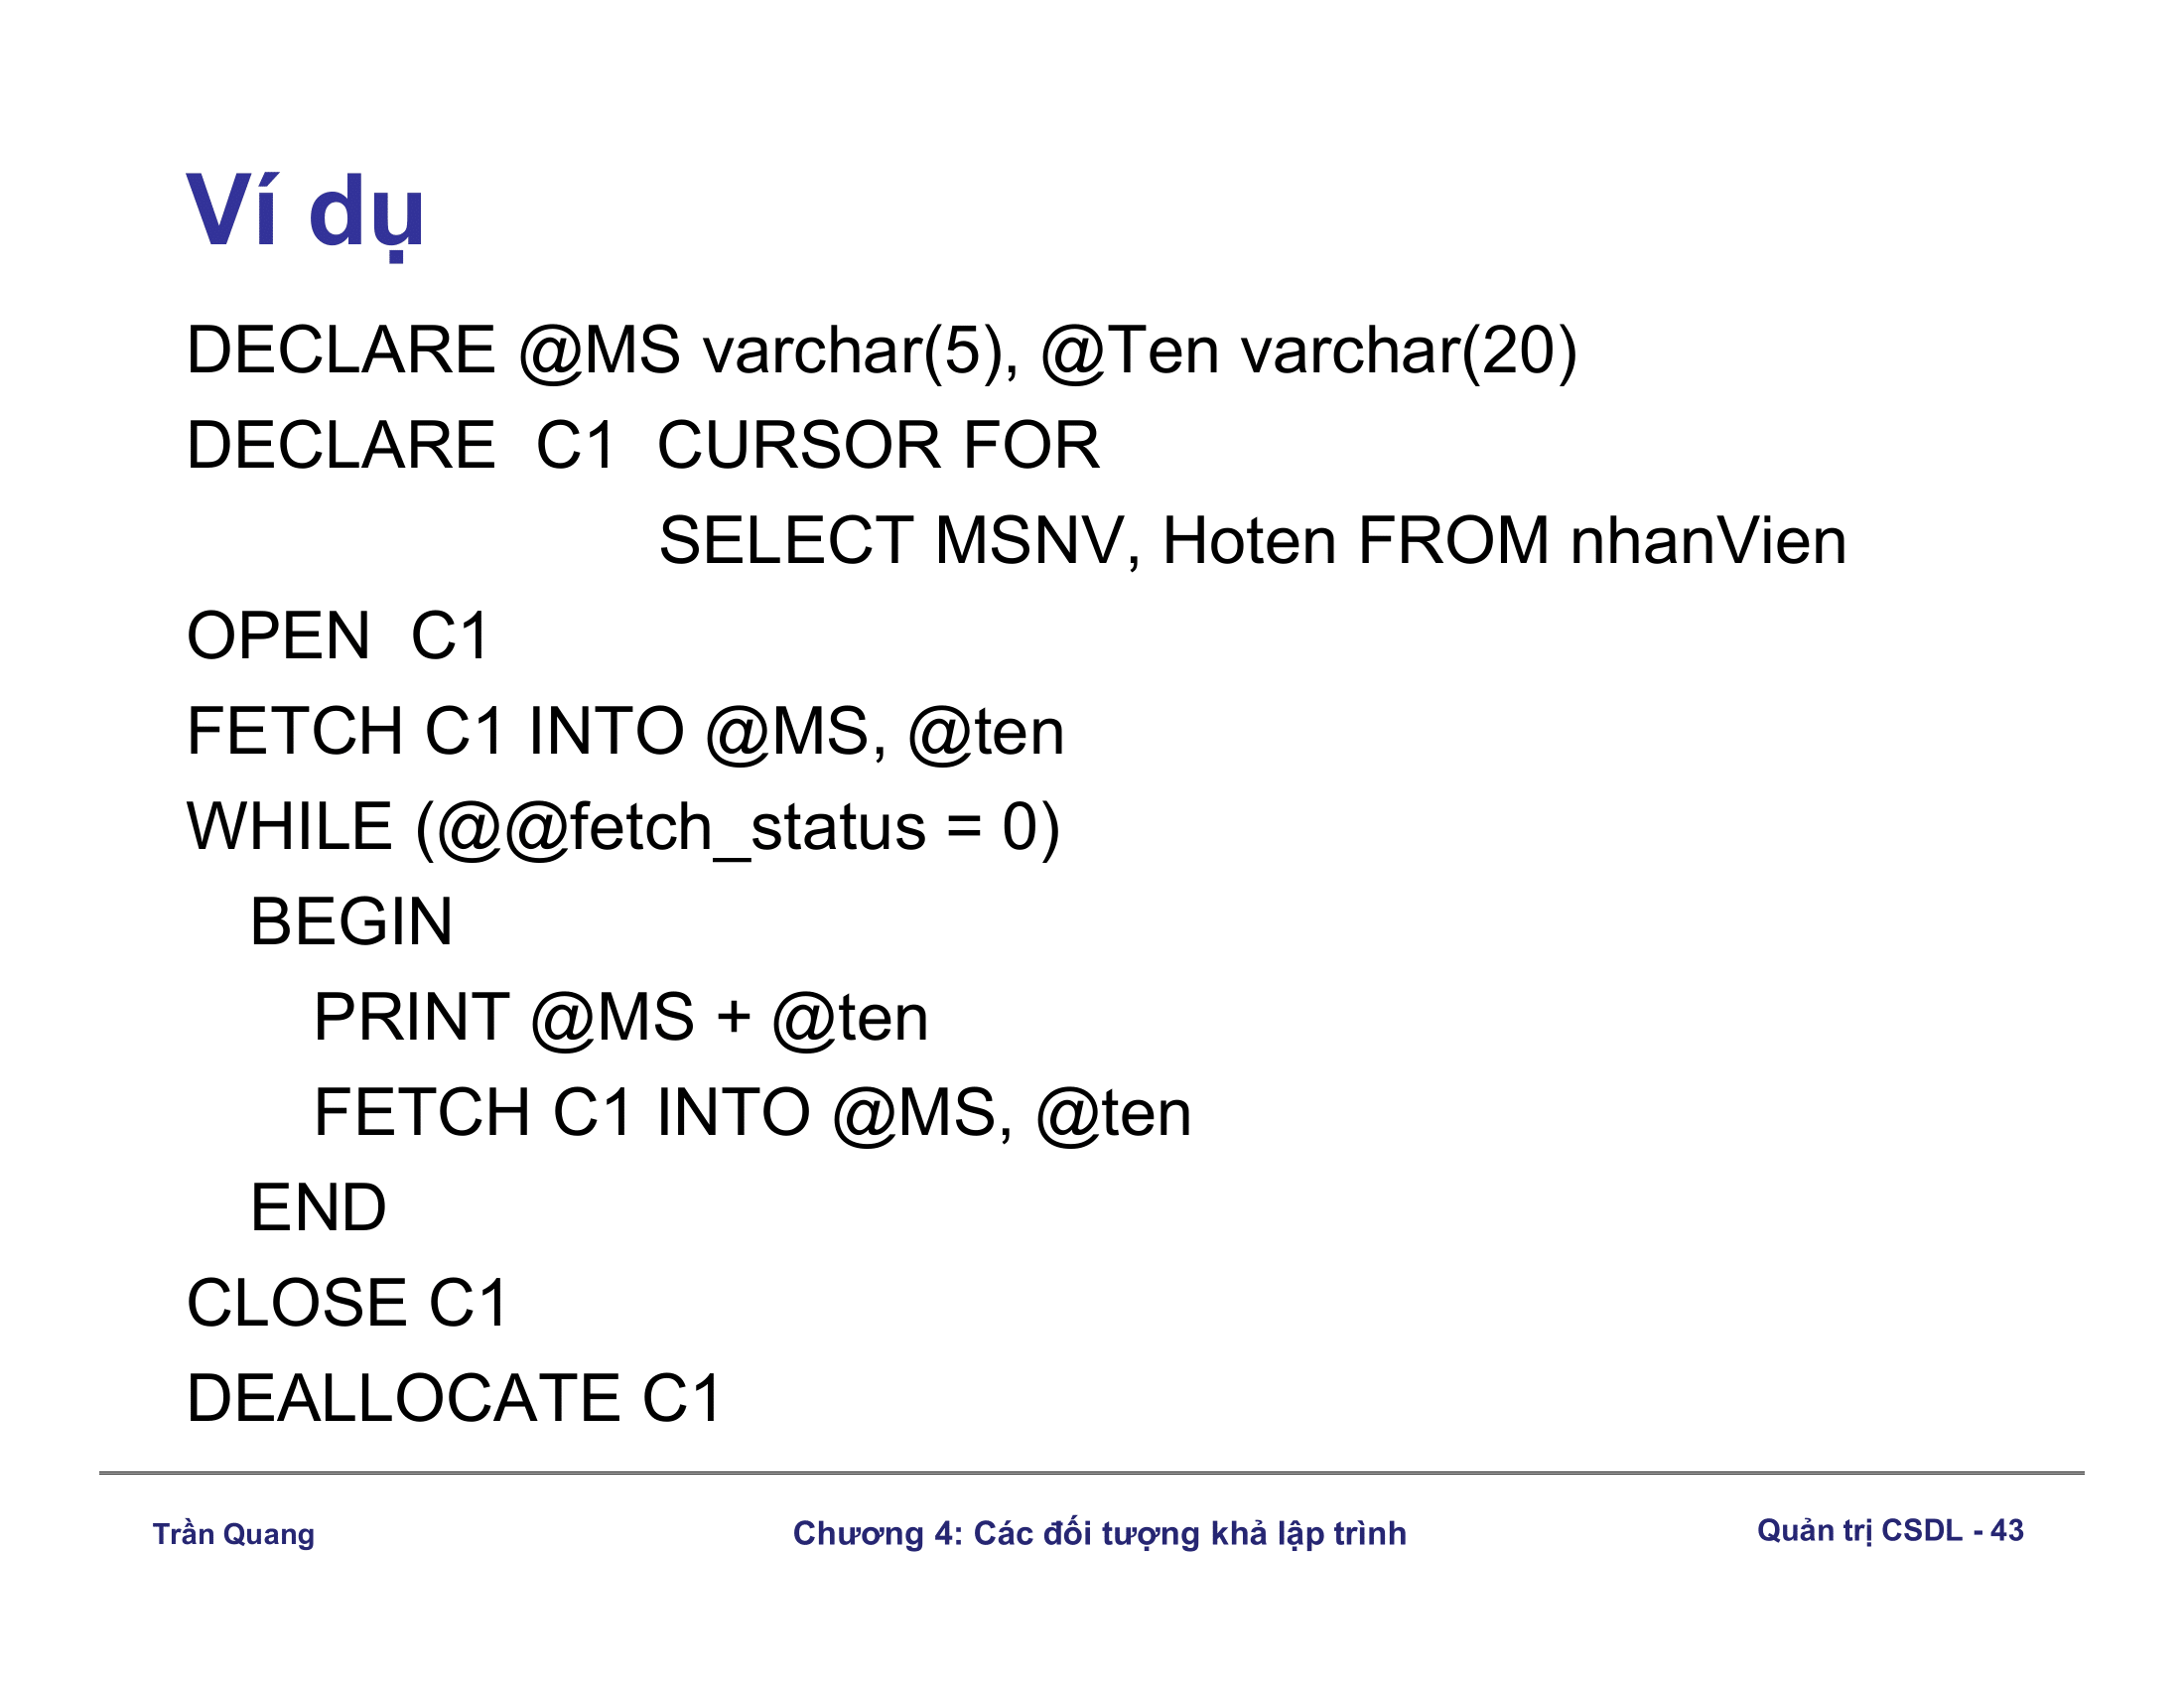 Ví dụ
DECLARE @MS varchar(5), @Ten varchar(20)
DECLARE C1 CURSOR FOR
SELECT MSNV, Hoten FROM nhanVien
OPEN C1
FETCH C1 INTO @MS, @ten
WHILE (@@fetch_status = 0)
BEGIN
PRINT @MS + @ten
FETCH C1 INTO @MS, @ten
END
CLOSE C1
DEALLOCATE C1
Trần Quang
Chương 4: Các đối tượng khả lập trình
Quản trị CSDL - 43